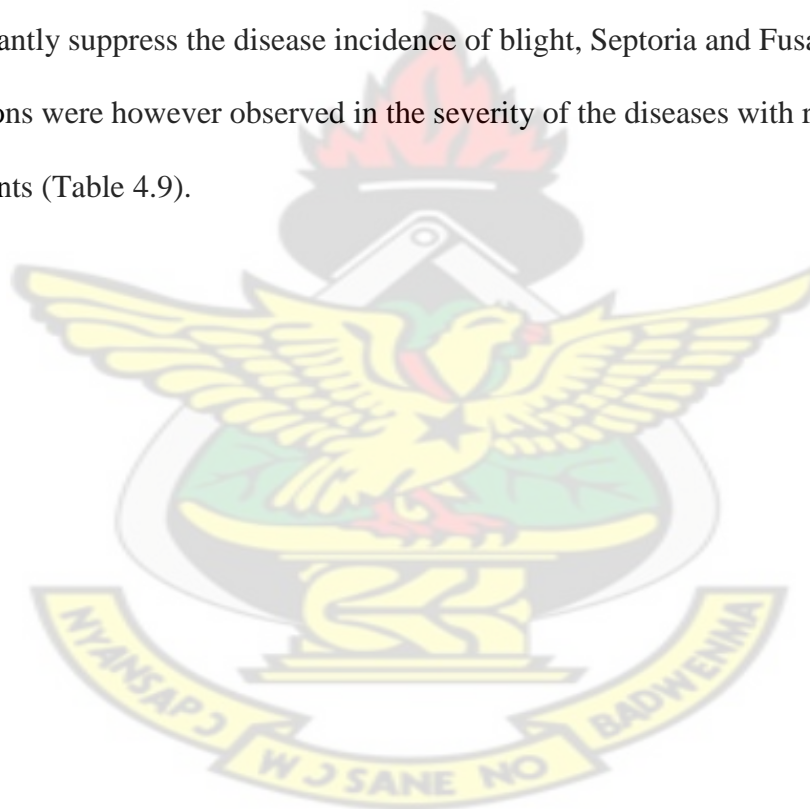 antly suppress the disease incidence of blight, Septoria and Fusa
ons were however observed in the severity of the diseases with r
nts (Table 4.9).
NYANSAPƆ
WƆ SANE NO
BADWENMA